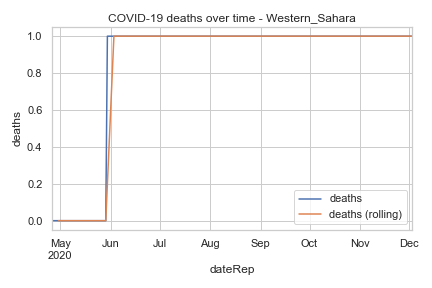 COVID-19 deaths over time - Western_Sahara
deaths
1.0
0.8
0.6
0.4
0.2
0.0
deaths
deaths (rolling)
May Jun Jul Aug Sep Oct Nov Dec
2020
dateRep